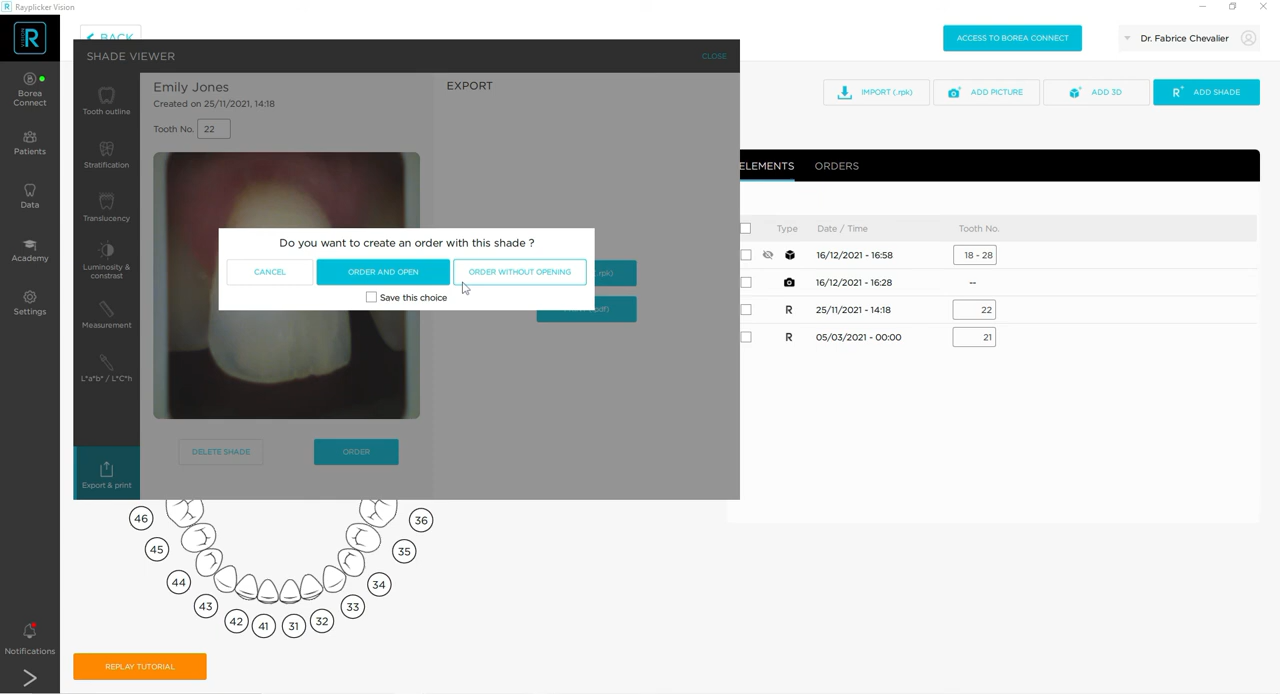 Rayplicker Vision
R
VISION
Borea
Connect
Patients
Data
Academy
Settings
Notifications
BACK
ACCESS TO BOREA CONNECT
Dr. Fabrice Chevalier
IMPORT (.rpk)
ADD PICTURE
ADD 3D
ADD SHADE
SHADE VIEWER
CLOSE
Tooth outline
Stratification
Translucency
Luminosity &
contrast
Measurement
L*a*b* / L*C*h
Export & print
Emily Jones
Created on 25/11/2021, 14:18
Tooth No. 22
EXPORT
Do you want to create an order with this shade ?
CANCEL
ORDER AND OPEN
ORDER WITHOUT OPENING
Save this choice
.rpk)
DELETE SHADE
ORDER
ELEMENTS
ORDERS
Type Date / Time Tooth No.
16/12/2021 - 16:58 18 - 28
16/12/2021 - 16:28 --
R 25/11/2021 - 14:18 22
R 05/03/2021 - 00:00 21
46
45
44
43
42
41
31
32
33
34
35
36
REPLAY TUTORIAL